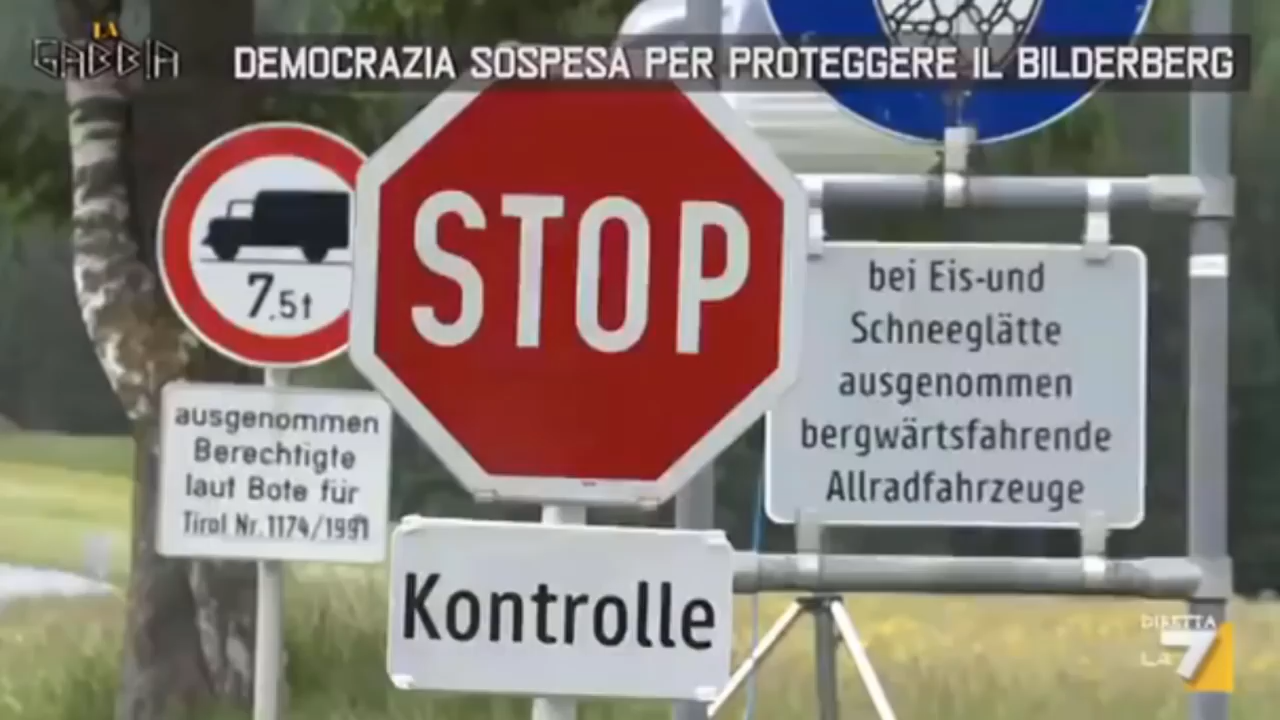 LA
GABBIA
DEMOCRAZIA SOSPESA PER PROTEGGERE IL BILDERBERG
7,5t
ausgenommen
Berechtigte
laut Bote für
Tirol Nr. 1174/1991
STOP
Kontrolle
bei Eis-und
Schneeglätte
ausgenommen
bergwärtsfahrende
Allradfahrzeuge
DIRETTA
LA 7